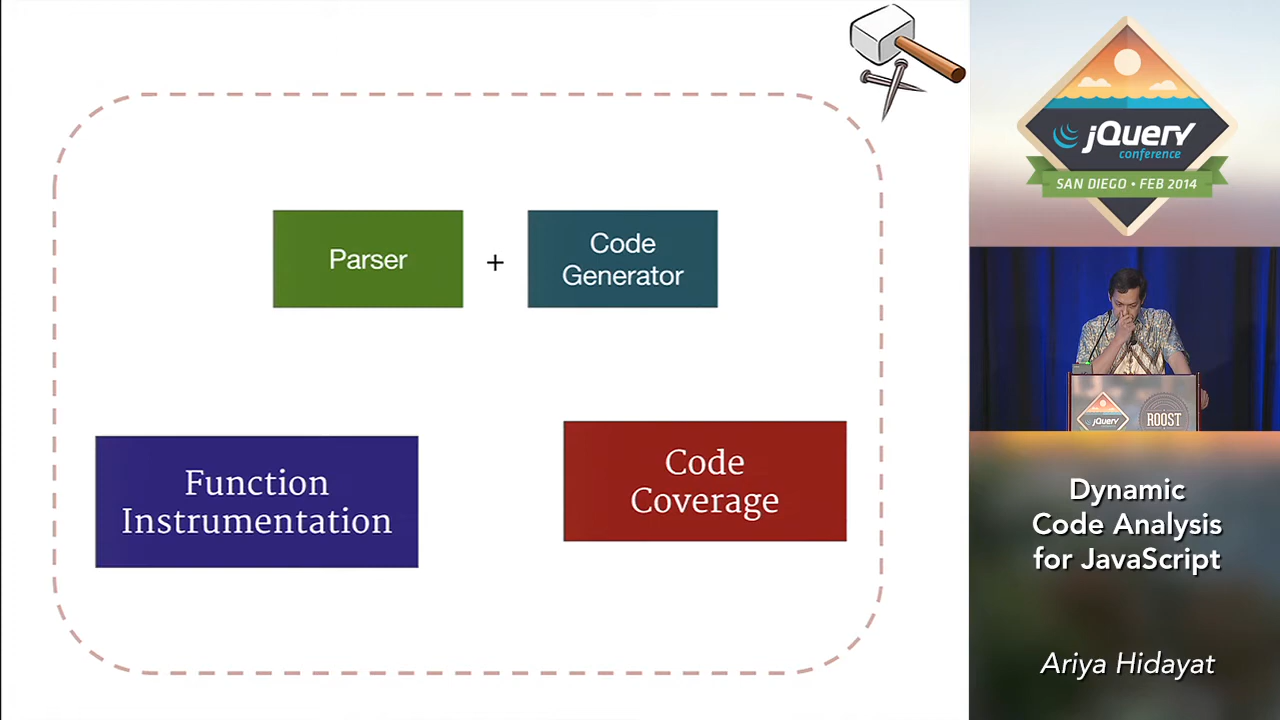 Parser
+
Code
Generator
Function
Instrumentation
Code
Coverage
jQuery
conference
SAN DIEGO • FEB 2014
jQuery
ROOST
Dynamic
Code Analysis
for JavaScript
Ariya Hidayat